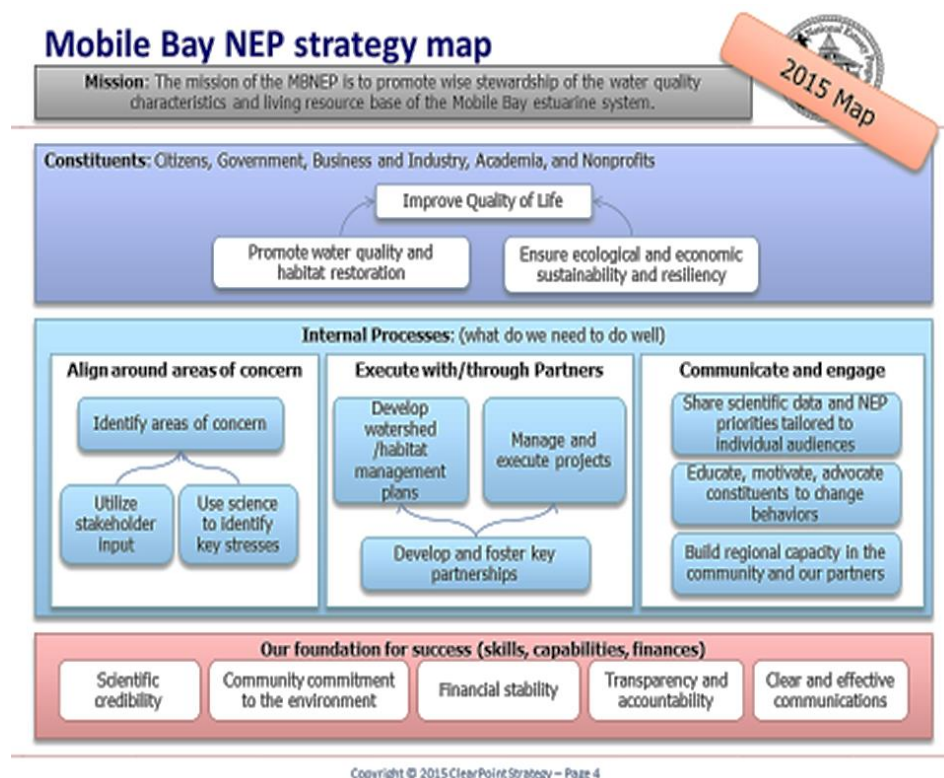 Mobile Bay NEP strategy map
Mission: The mission of the MBNEP is to promote wise stewardship of the water quality
characteristics and living resource base of the Mobile Bay estuarine system.
National Estuary
2015 Map
Constituents: Citizens, Government, Business and Industry, Academia, and Nonprofits
Improve Quality of Life
Promote water quality and
habitat restoration
Ensure ecological and economic
sustainability and resiliency
Internal Processes: (what do we need to do well)
Align around areas of concern
Identify areas of concern
Utilize
stakeholder
input
Use science
to identify
key stresses
Execute with/through Partners
Develop
watershed
/habitat
management
plans
Manage and
execute projects
Develop and foster key
partnerships
Communicate and engage
Share scientific data and NEP
priorities tailored to
individual audiences
Educate, motivate, advocate
constituents to change
behaviors
Build regional capacity in the
community and our partners
Our foundation for success (skills, capabilities, finances)
Scientific
credibility
Community commitment
to the environment
Financial stability
Transparency and
accountability
Clear and effective
communications
Copyright © 2015 ClearPoint Strategy – Page 4